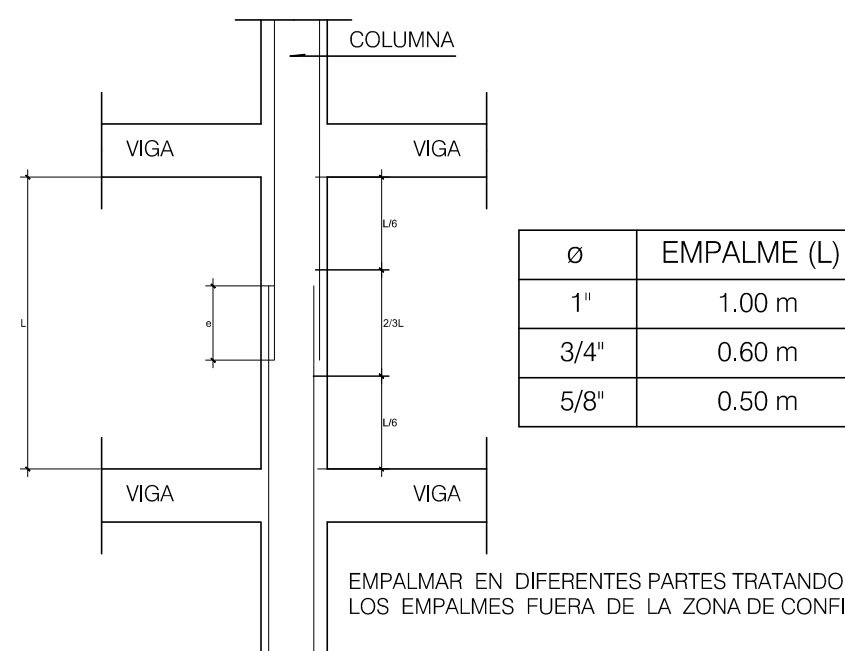 COLUMNA
VIGA VIGA
L/6
Ø EMPALME (L)
1" 1.00 m
L e 2/3L
3/4" 0.60 m
5/8" 0.50 m
L/6
VIGA VIGA
EMPALMAR EN DIFERENTES PARTES TRATANDO
LOS EMPALMES FUERA DE LA ZONA DE CONFI